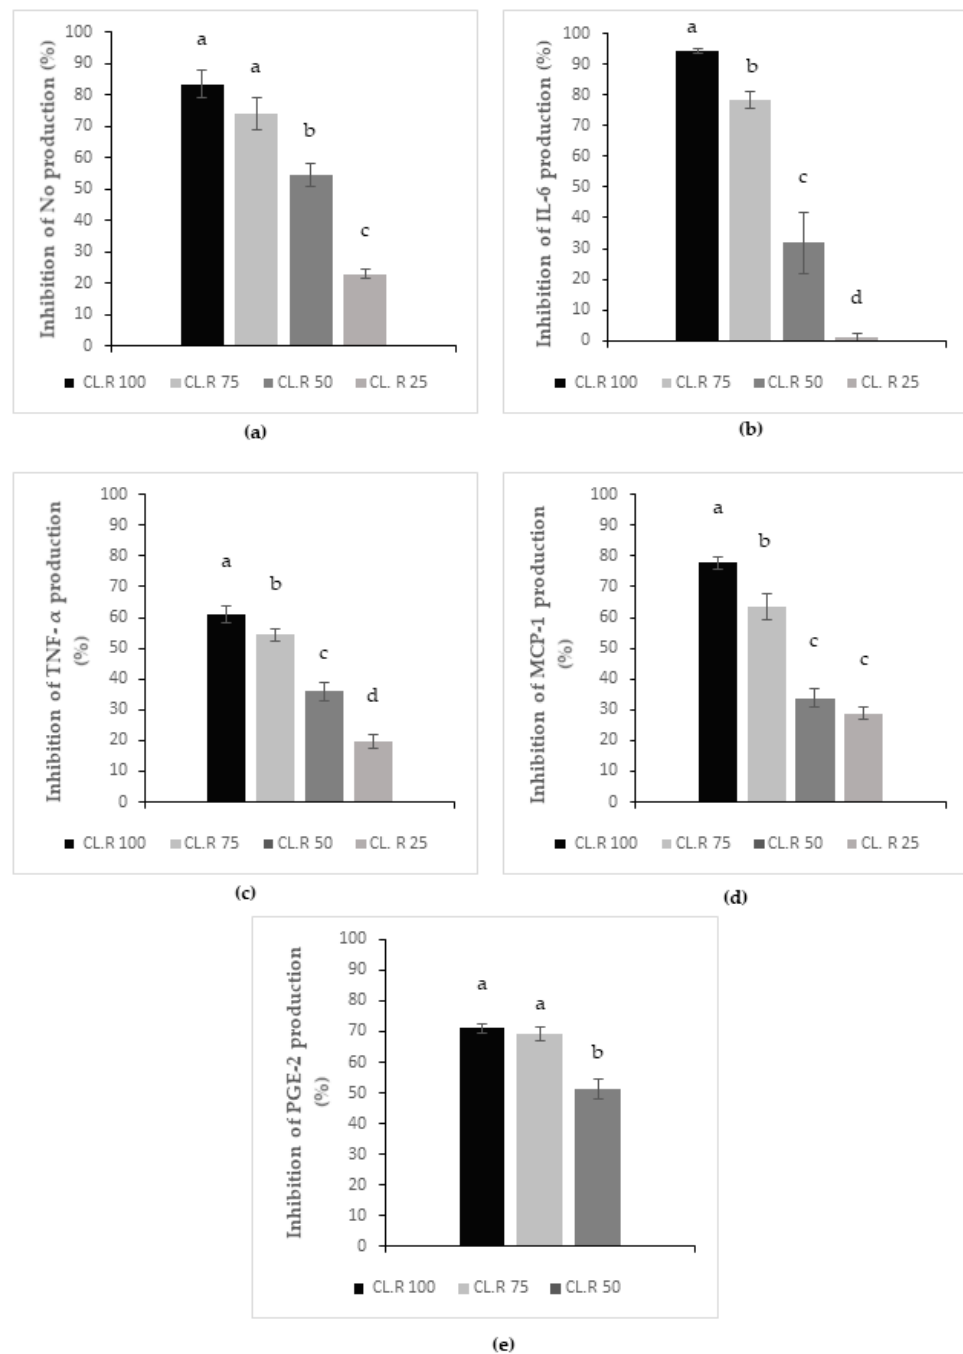 Inhibition of No production (%)
100
90
80
70
60
50
40
30
20
10
0
a
a
b
c
CL.R 100 CL.R 75 CL.R 50 CL. R 25
(a)
Inhibition of IL-6 production (%)
100
90
80
70
60
50
40
30
20
10
0
a
b
c
d
CL.R 100 CL.R 75 CL.R 50 CL. R 25
(b)
Inhibition of TNF- α production
(%)
100
90
80
70
60
50
40
30
20
10
0
a
b
c
d
CL.R 100 CL.R 75 CL.R 50 CL. R 25
(c)
Inhibition of MCP-1 production
(%)
100
90
80
70
60
50
40
30
20
10
0
a
b
c
c
CL.R 100 CL.R 75 CL.R 50 CL. R 25
(d)
Inhibition of PGE-2 production
(%)
100
90
80
70
60
50
40
30
20
10
0
a
a
b
CL.R 100 CL.R 75 CL.R 50
(e)